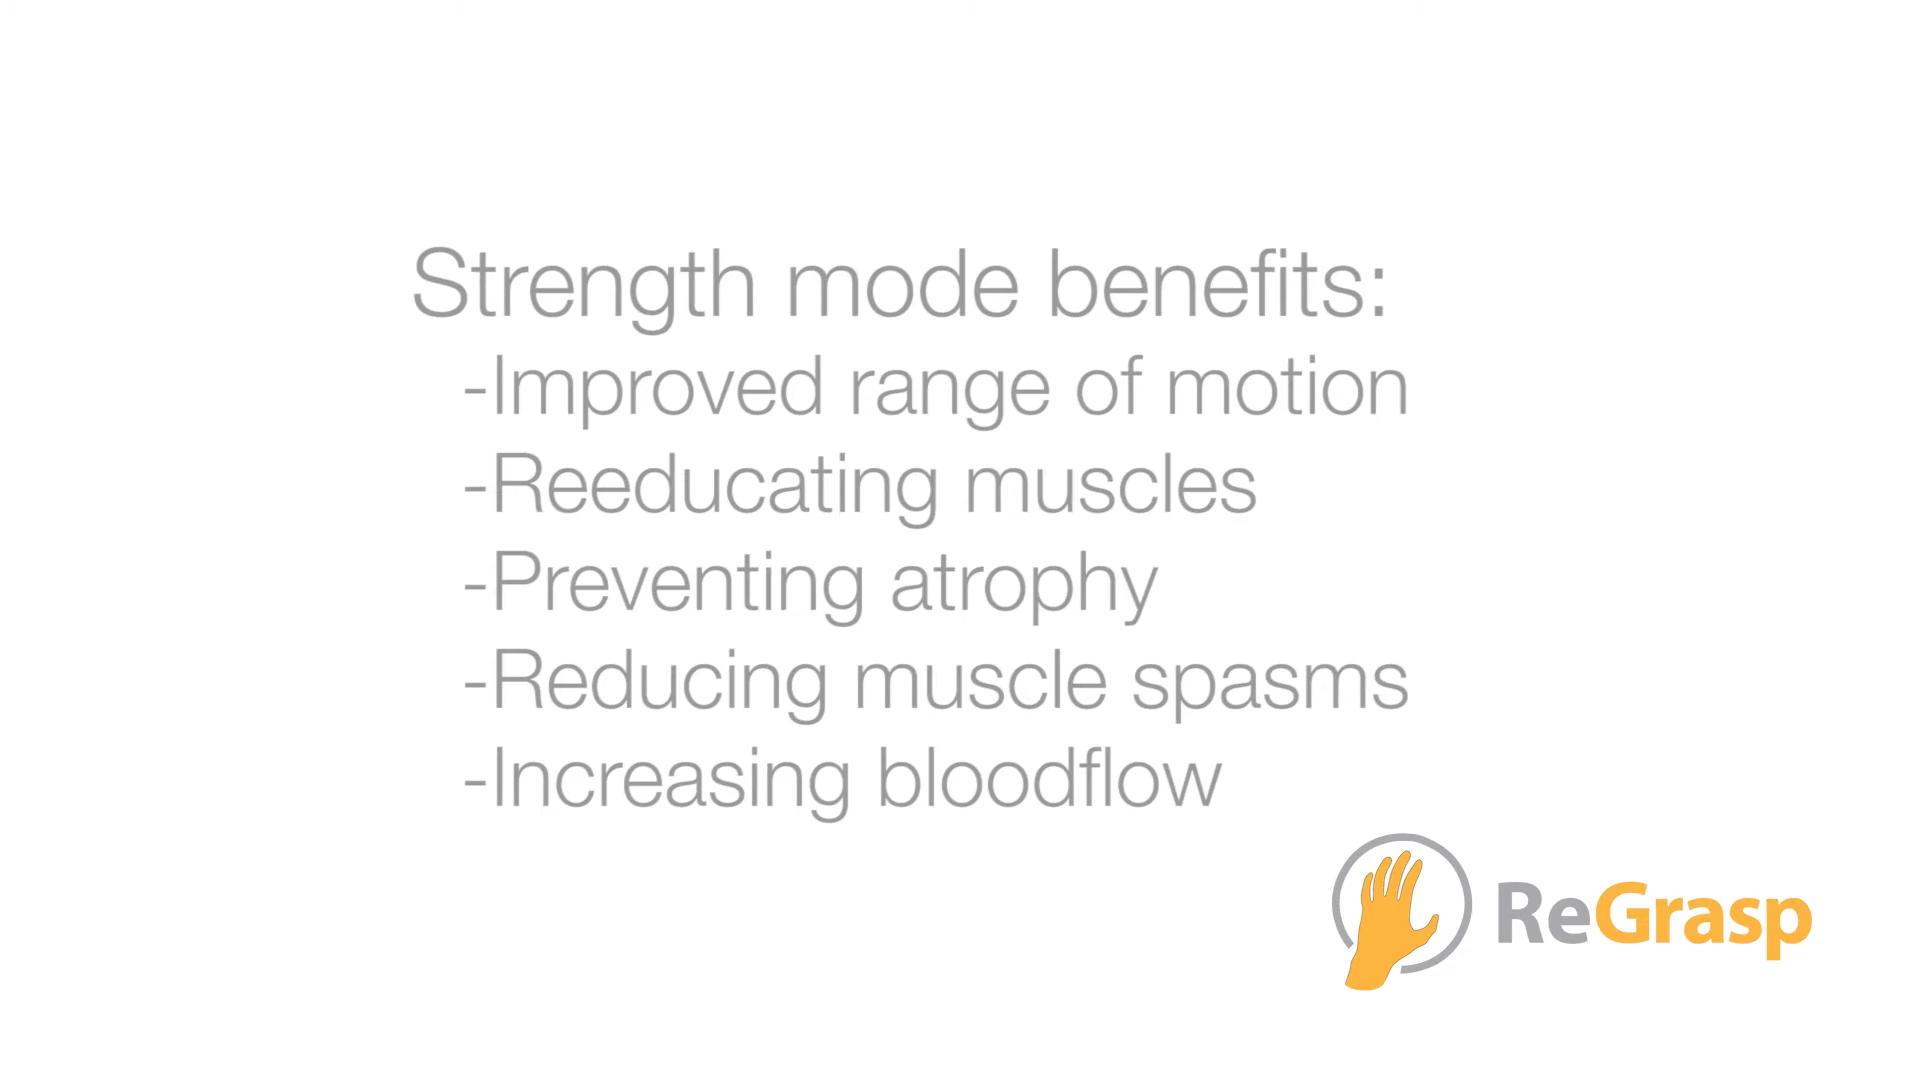 Strength mode benefits:
-Improved range of motion
-Reeducating muscles
-Preventing atrophy
-Reducing muscle spasms
-Increasing bloodflow
ReGrasp